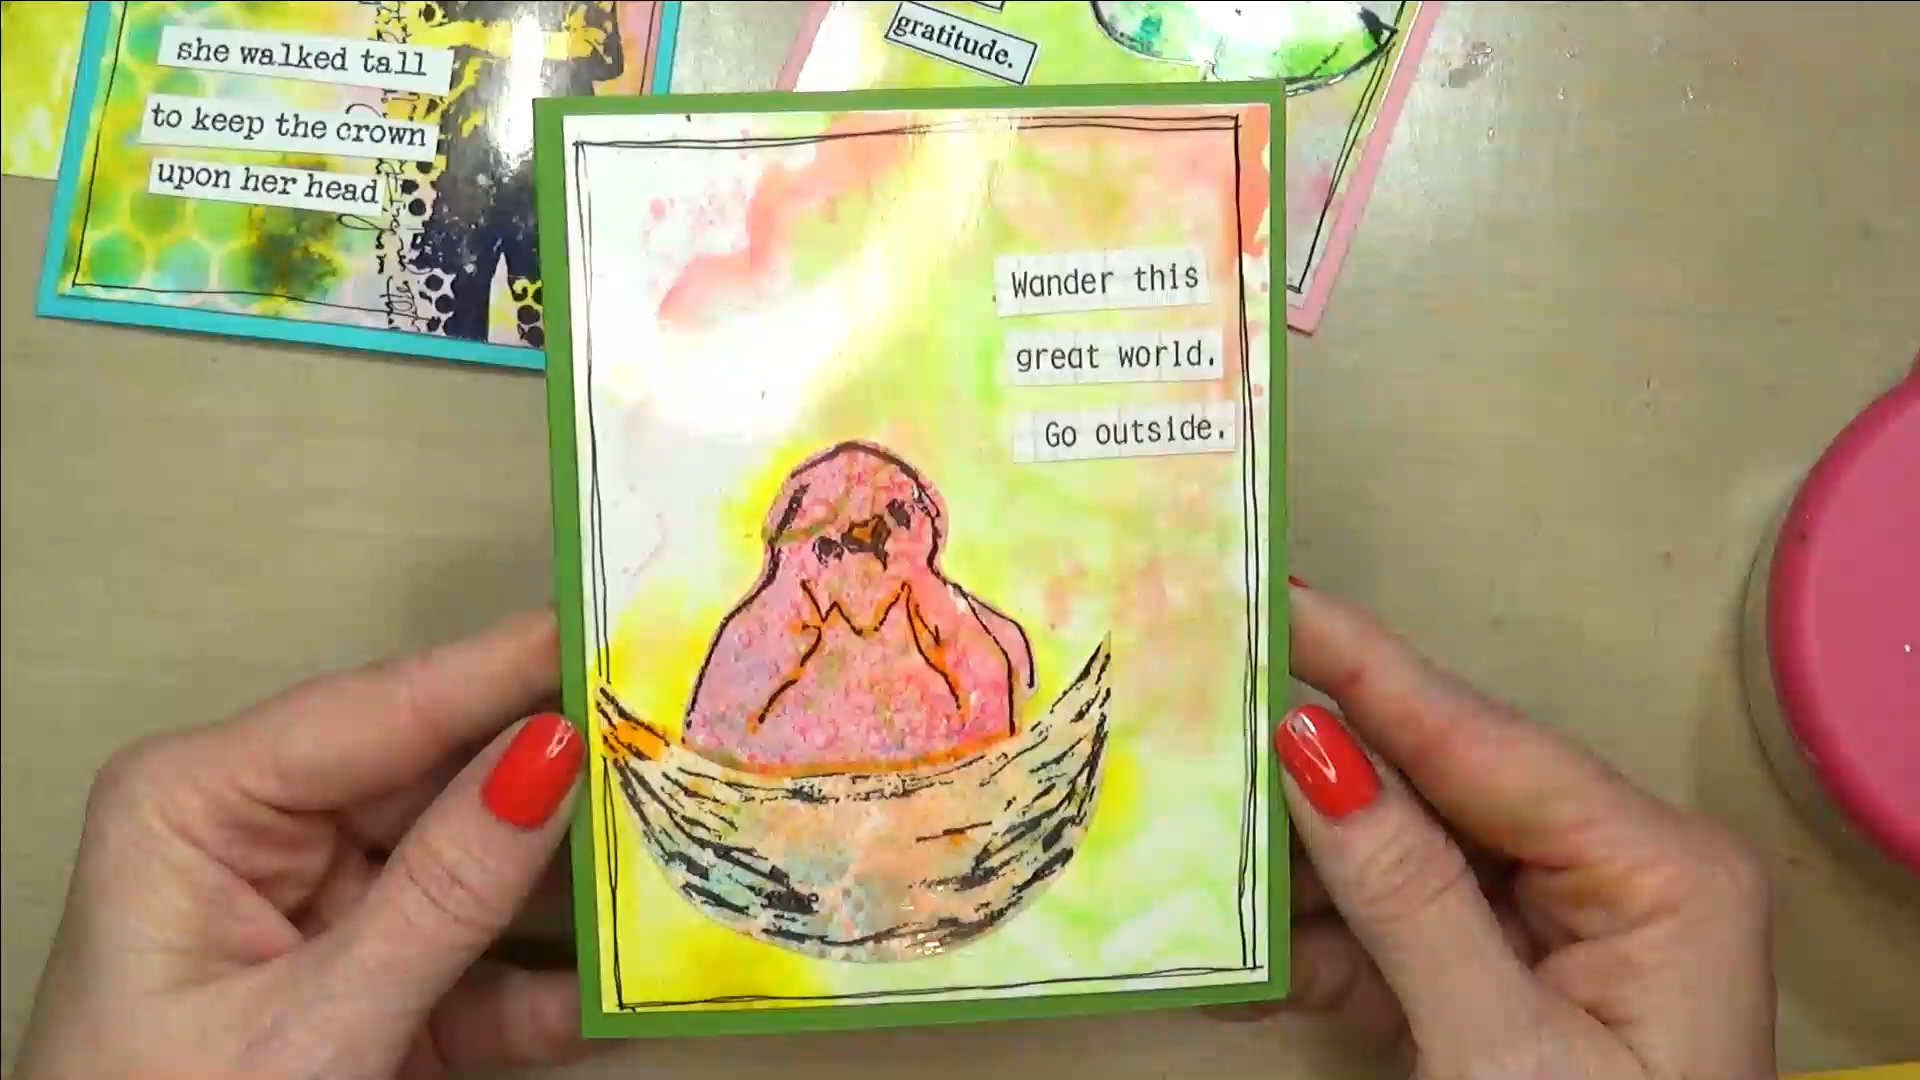 she walked tall
to keep the crown
upon her head
gratitude.
Wander this
great world.
Go outside.